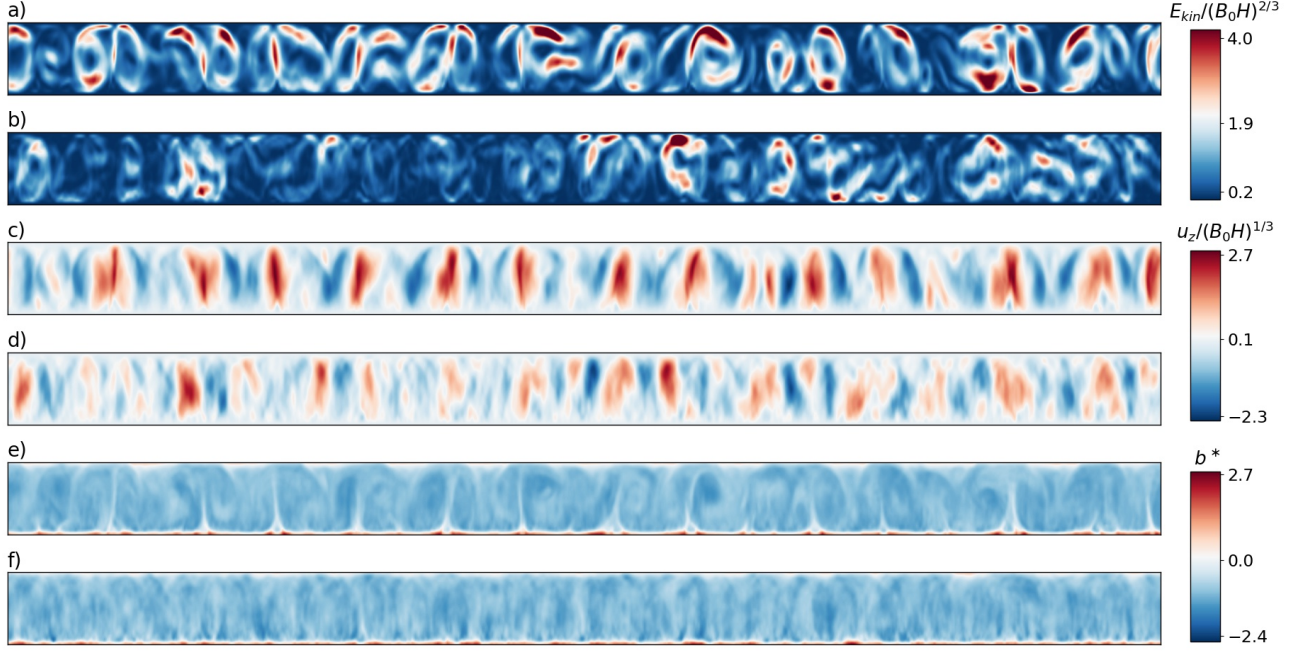 a)
E_kin/(B_0H)^{2/3}
4.0
1.9
0.2
b)
c)
u_z/(B_0H)^{1/3}
2.7
0.1
−2.3
d)
e)
b *
2.7
0.0
−2.4
f)